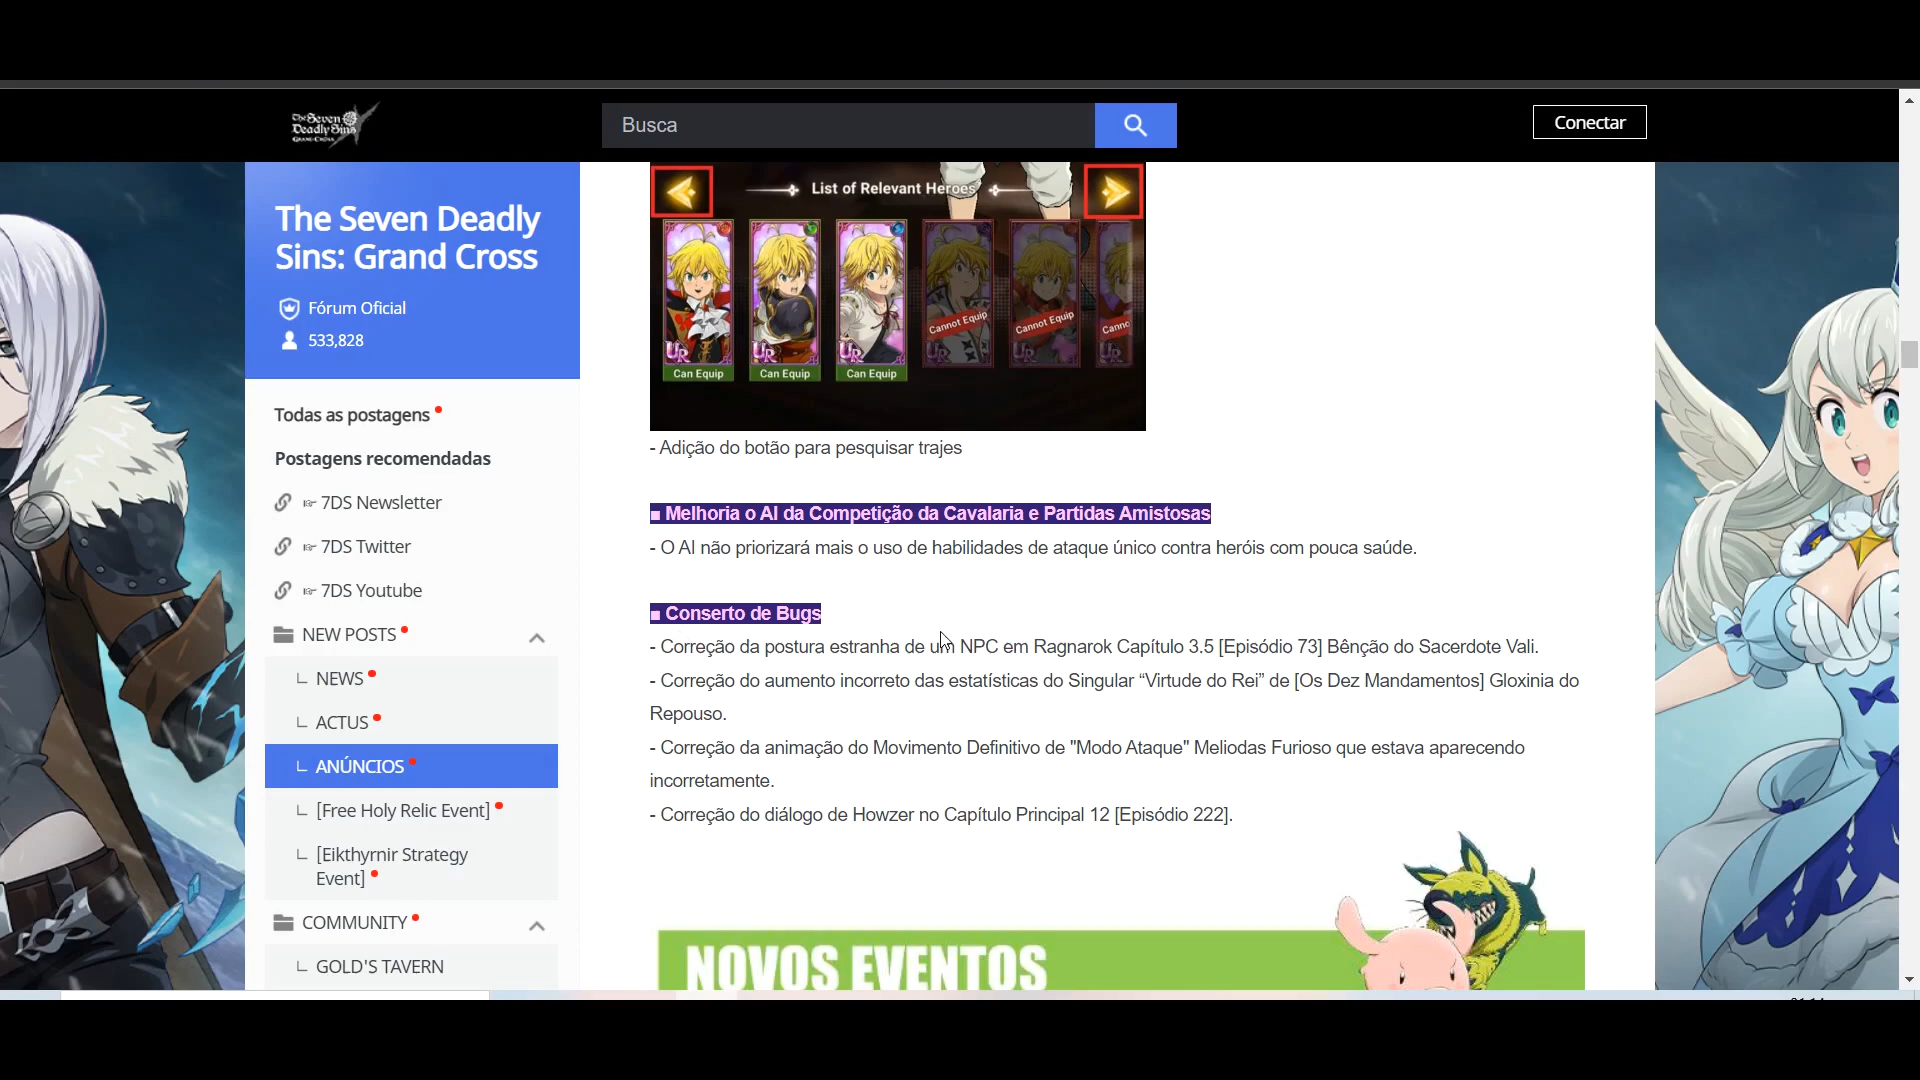 The Seven
Deadly Sins
GRAND CROSS
Busca
Conectar
The Seven Deadly
Sins: Grand Cross
Fórum Oficial
533,828
Todas as postagens
Postagens recomendadas
☞ 7DS Newsletter
☞ 7DS Twitter
☞ 7DS Youtube
NEW POSTS
NEWS
ACTUS
ANÚNCIOS
[Free Holy Relic Event]
[Eikthyrnir Strategy
Event]
COMMUNITY
GOLD'S TAVERN
List of Relevant Heroes
UR UR UR UR UR UR
Cannot Equip Cannot Equip Canno
Can Equip Can Equip Can Equip
- Adição do botão para pesquisar trajes
■ Melhoria o AI da Competição da Cavalaria e Partidas Amistosas
- O AI não priorizará mais o uso de habilidades de ataque único contra heróis com pouca saúde.
■ Conserto de Bugs
- Correção da postura estranha de um NPC em Ragnarok Capítulo 3.5 [Episódio 73] Bênção do Sacerdote Vali.
- Correção do aumento incorreto das estatísticas do Singular “Virtude do Rei” de [Os Dez Mandamentos] Gloxinia do
Repouso.
- Correção da animação do Movimento Definitivo de "Modo Ataque" Meliodas Furioso que estava aparecendo
incorretamente.
- Correção do diálogo de Howzer no Capítulo Principal 12 [Episódio 222].
NOVOS EVENTOS